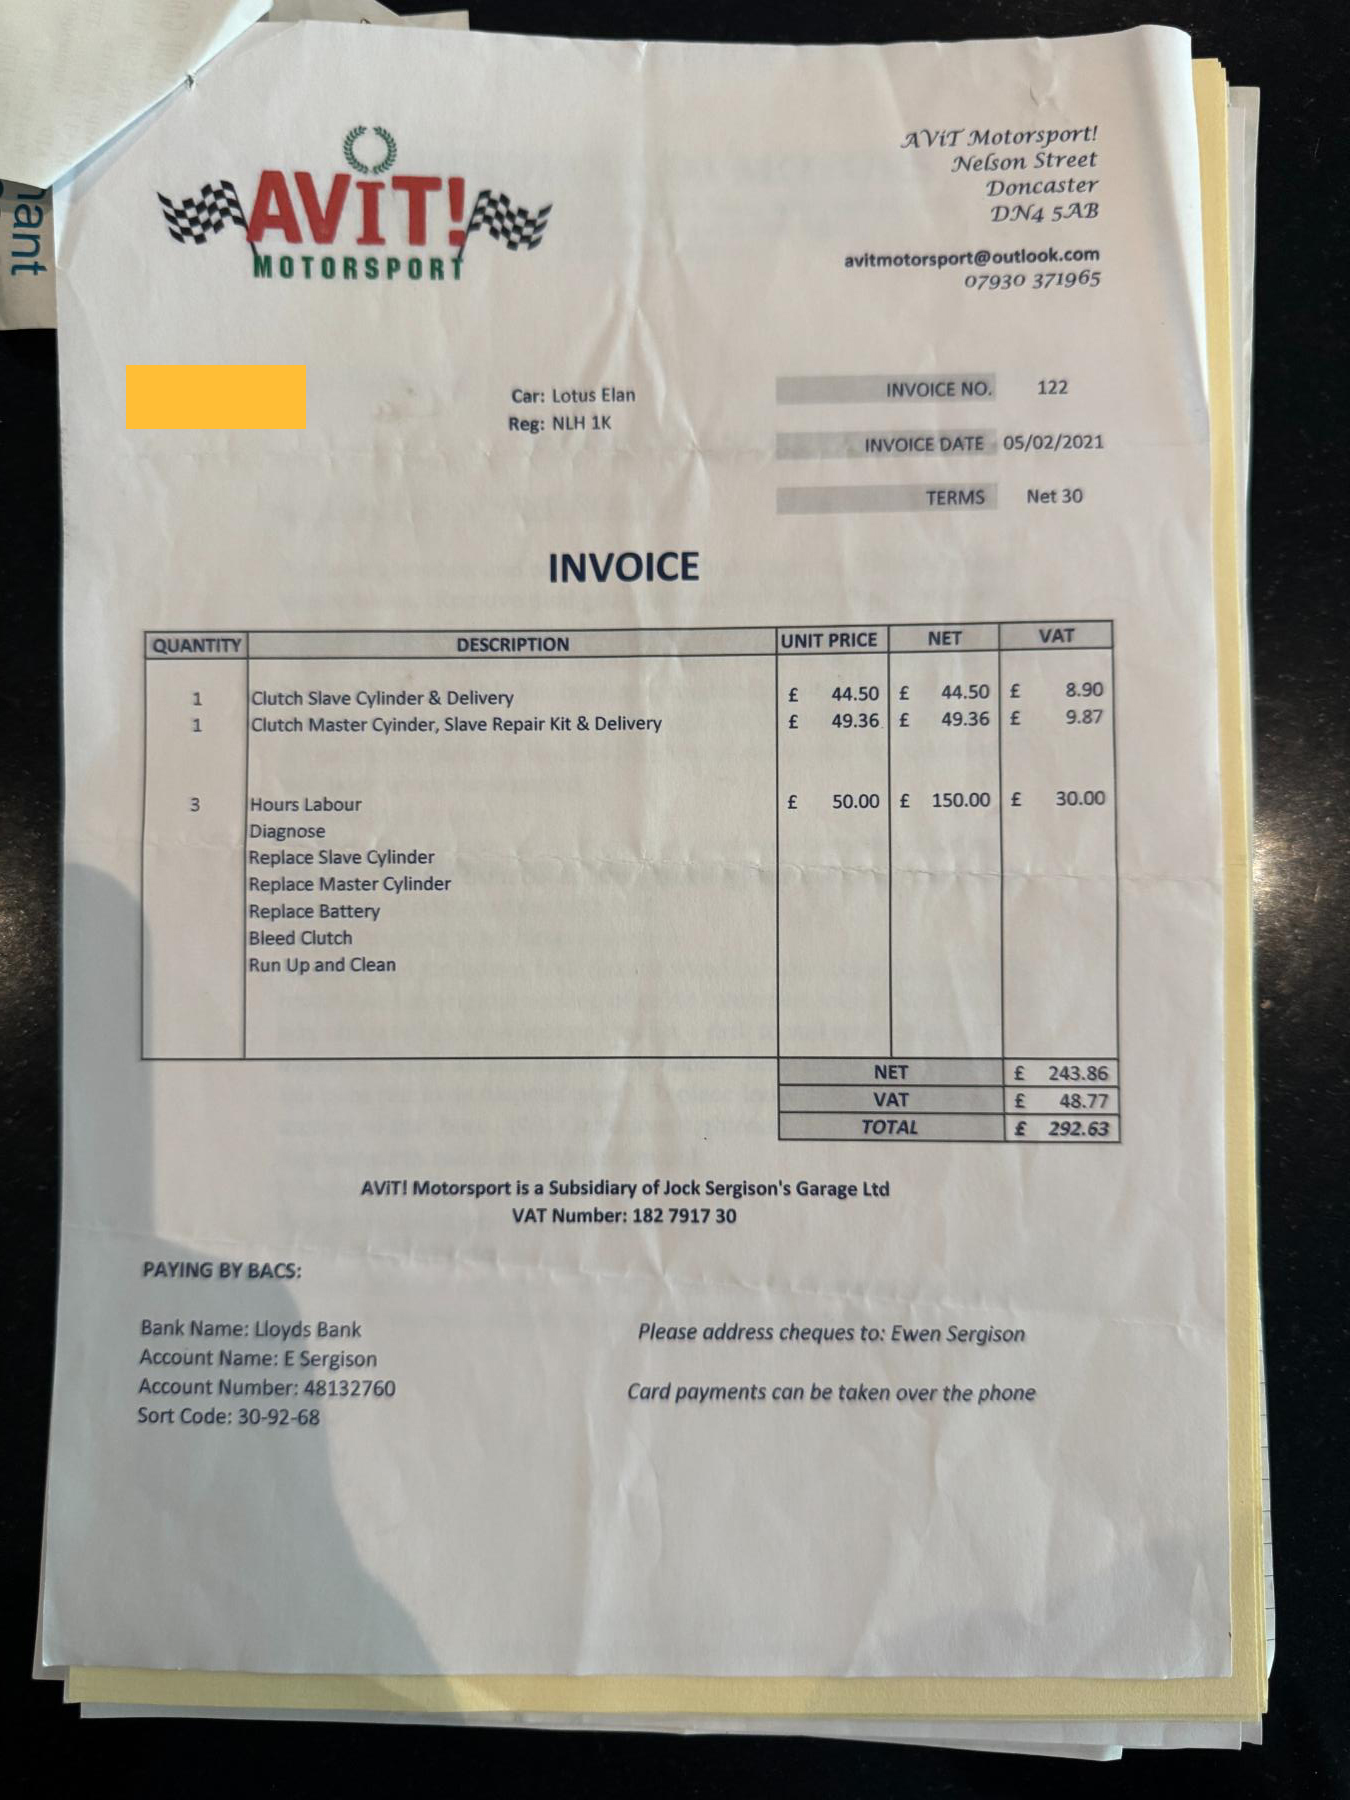 AViT Motorsport!
Nelson Street
Doncaster
DN4 5AB
avitmotorsport@outlook.com
07930 371965
AViT!
MOTORSPORT
Car: Lotus Elan
Reg: NLH 1K
INVOICE NO. 122
INVOICE DATE 05/02/2021
TERMS Net 30
INVOICE
QUANTITY DESCRIPTION UNIT PRICE NET VAT
1 Clutch Slave Cylinder & Delivery £ 44.50 £ 44.50 £ 8.90
1 Clutch Master Cyinder, Slave Repair Kit & Delivery £ 49.36 £ 49.36 £ 9.87
3 Hours Labour £ 50.00 £ 150.00 £ 30.00
Diagnose
Replace Slave Cylinder
Replace Master Cylinder
Replace Battery
Bleed Clutch
Run Up and Clean
NET £ 243.86
VAT £ 48.77
TOTAL £ 292.63
AViT! Motorsport is a Subsidiary of Jock Sergison's Garage Ltd
VAT Number: 182 7917 30
PAYING BY BACS:
Bank Name: Lloyds Bank
Account Name: E Sergison
Account Number: 48132760
Sort Code: 30-92-68
Please address cheques to: Ewen Sergison
Card payments can be taken over the phone